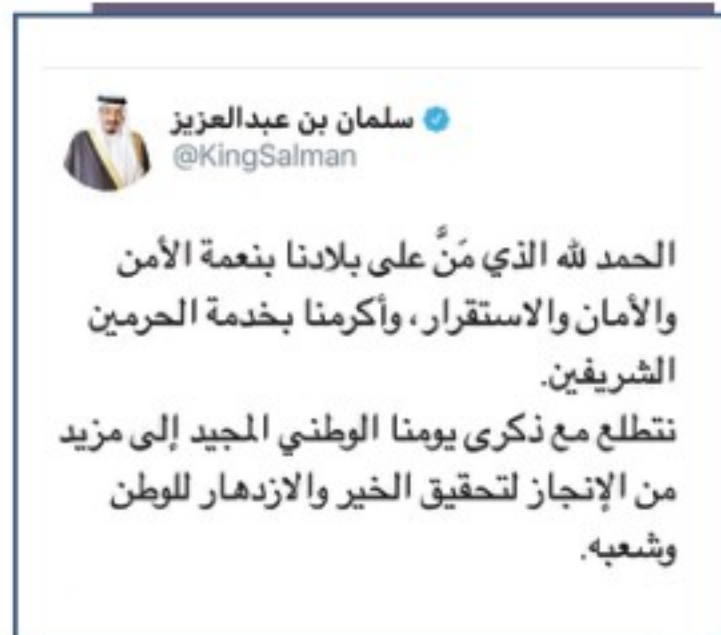 سلمان بن عبدالعزيز
@KingSalman
الحمد لله الذي مَنَّ على بلادنا بنعمة الأمن
والأمان والاستقرار، وأكرمنا بخدمة الحرمين
الشريفين.
نتطلع مع ذكرى يومنا الوطني المجيد إلى مزيد
من الإنجاز لتحقيق الخير والازدهار للوطن
وشعبه.